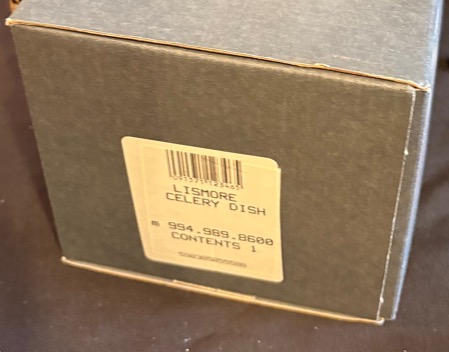 LISMORE
CELERY DISH
994.989.8600
CONTENTS 1